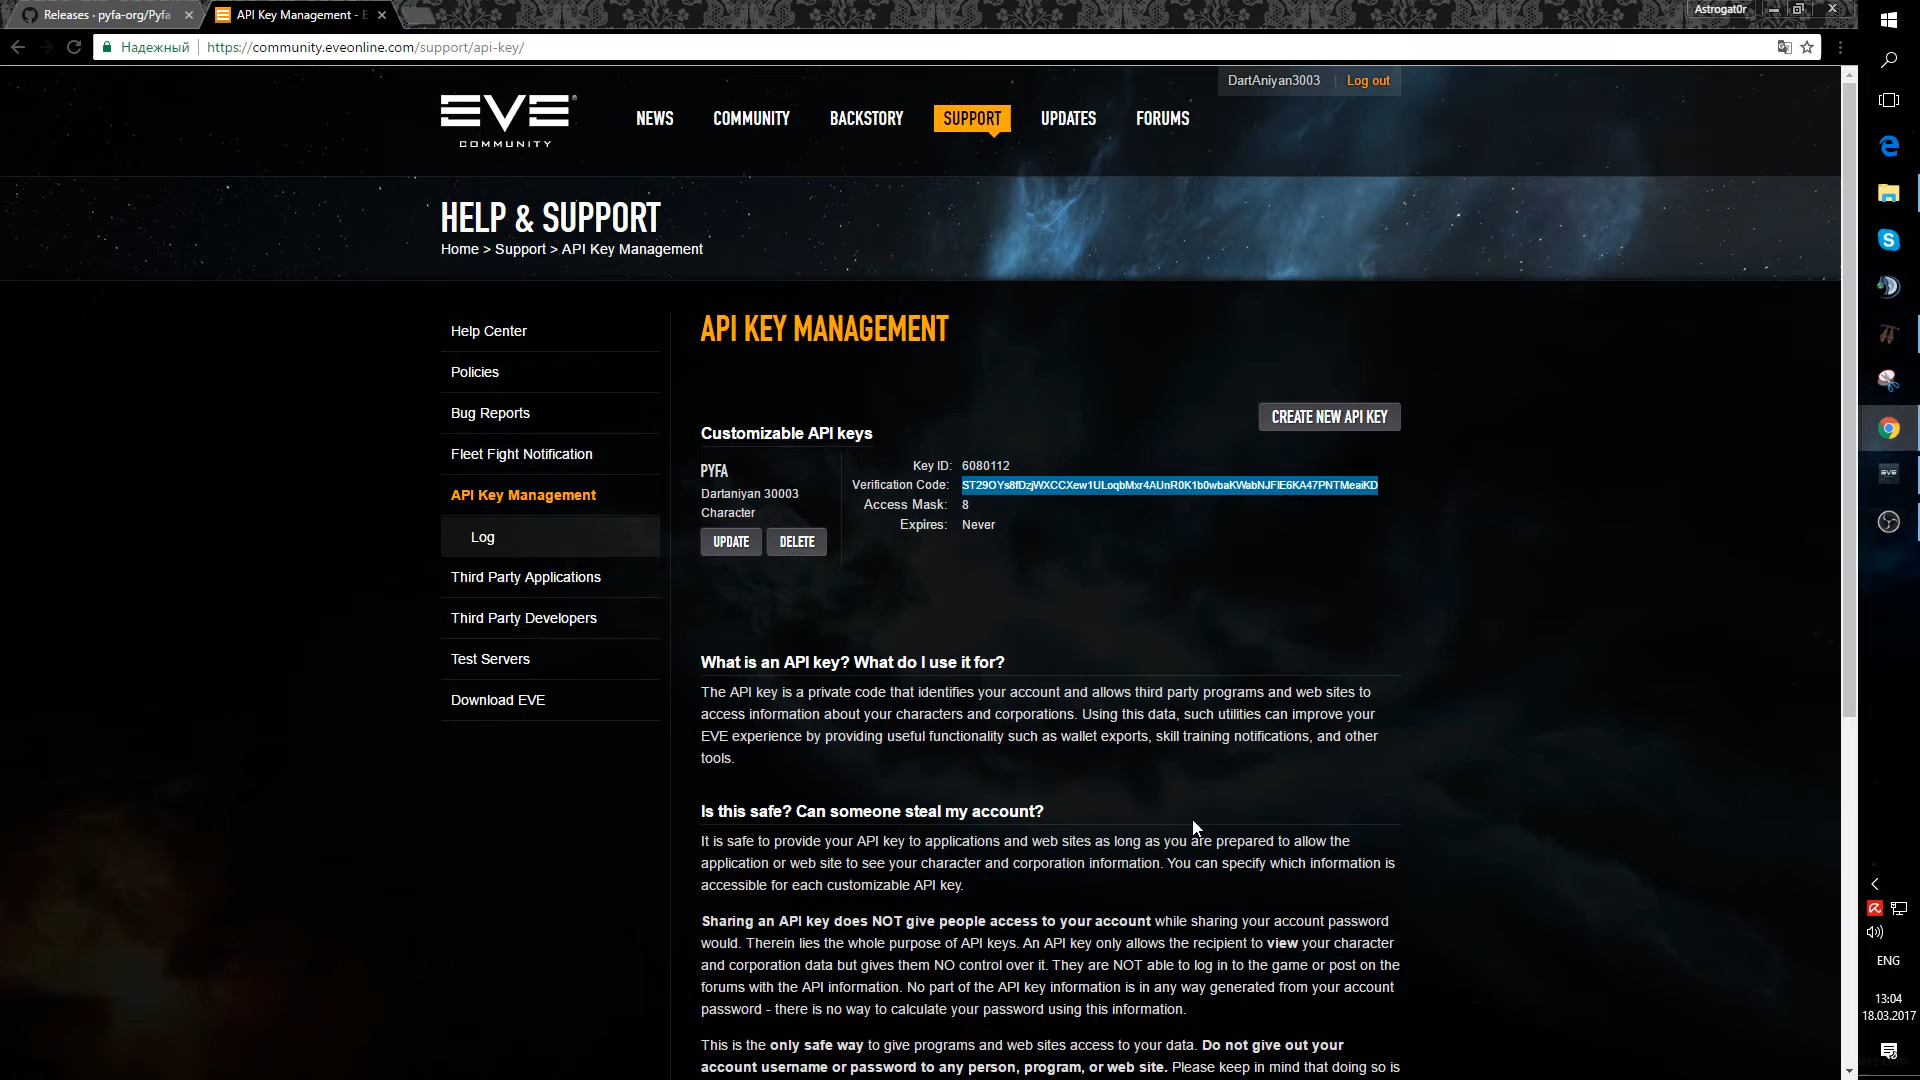 Releases · pyfa-org/Pyfa
API Key Management - E
Astrogat0r
Надежный
https://community.eveonline.com/support/api-key/
DartAniyan3003
Log out
EVE
COMMUNITY
NEWS
COMMUNITY
BACKSTORY
SUPPORT
UPDATES
FORUMS
HELP & SUPPORT
Home > Support > API Key Management
Help Center
Policies
Bug Reports
Fleet Fight Notification
API Key Management
Log
Third Party Applications
Third Party Developers
Test Servers
Download EVE
API KEY MANAGEMENT
CREATE NEW API KEY
Customizable API keys
PYFA
Dartaniyan 30003
Character
UPDATE
DELETE
Key ID: 6080112
Verification Code: ST29OYs8fDzjWXCCXew1ULoqbMxr4AUnR0K1b0wbaKWabNJFIE6KA47PNTMeaiKD
Access Mask: 8
Expires: Never
What is an API key? What do I use it for?
The API key is a private code that identifies your account and allows third party programs and web sites to
access information about your characters and corporations. Using this data, such utilities can improve your
EVE experience by providing useful functionality such as wallet exports, skill training notifications, and other
tools.
Is this safe? Can someone steal my account?
It is safe to provide your API key to applications and web sites as long as you are prepared to allow the
application or web site to see your character and corporation information. You can specify which information is
accessible for each customizable API key.
Sharing an API key does NOT give people access to your account while sharing your account password
would. Therein lies the whole purpose of API keys. An API key only allows the recipient to view your character
and corporation data but gives them NO control over it. They are NOT able to log in to the game or post on the
forums with the API information. No part of the API key information is in any way generated from your account
password - there is no way to calculate your password using this information.
This is the only safe way to give programs and web sites access to your data. Do not give out your
account username or password to any person, program, or web site. Please keep in mind that doing so is
ENG
13:04
18.03.2017